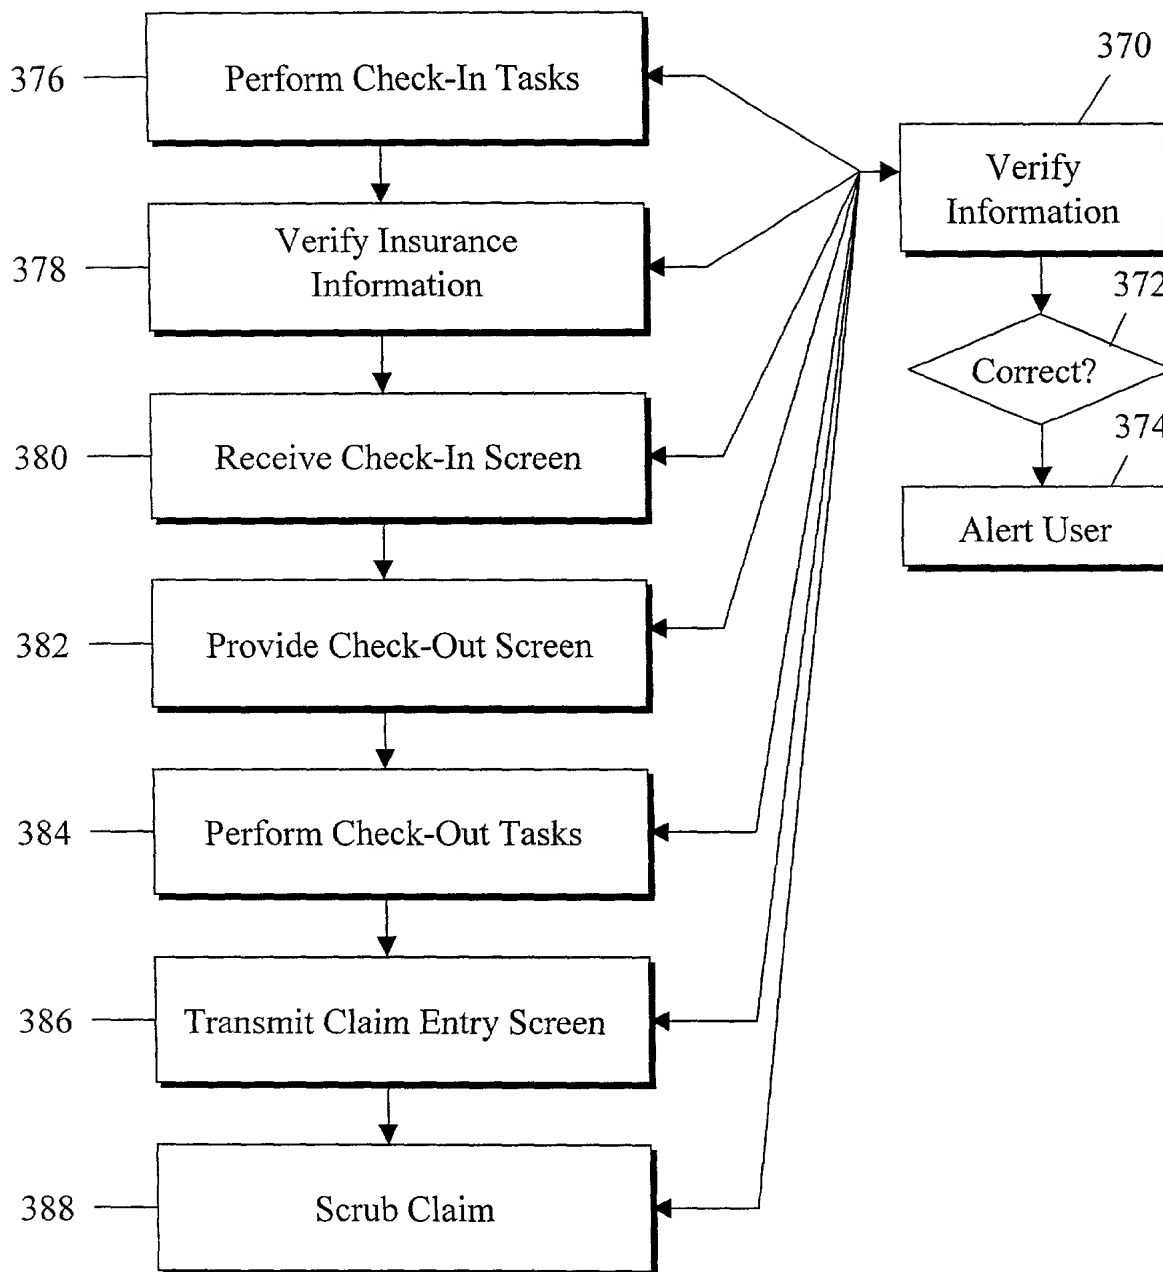 376
Perform Check-In Tasks
370
Verify
Information
378
Verify Insurance
Information
372
Correct?
380
Receive Check-In Screen
374
Alert User
382
Provide Check-Out Screen
384
Perform Check-Out Tasks
386
Transmit Claim Entry Screen
388
Scrub Claim